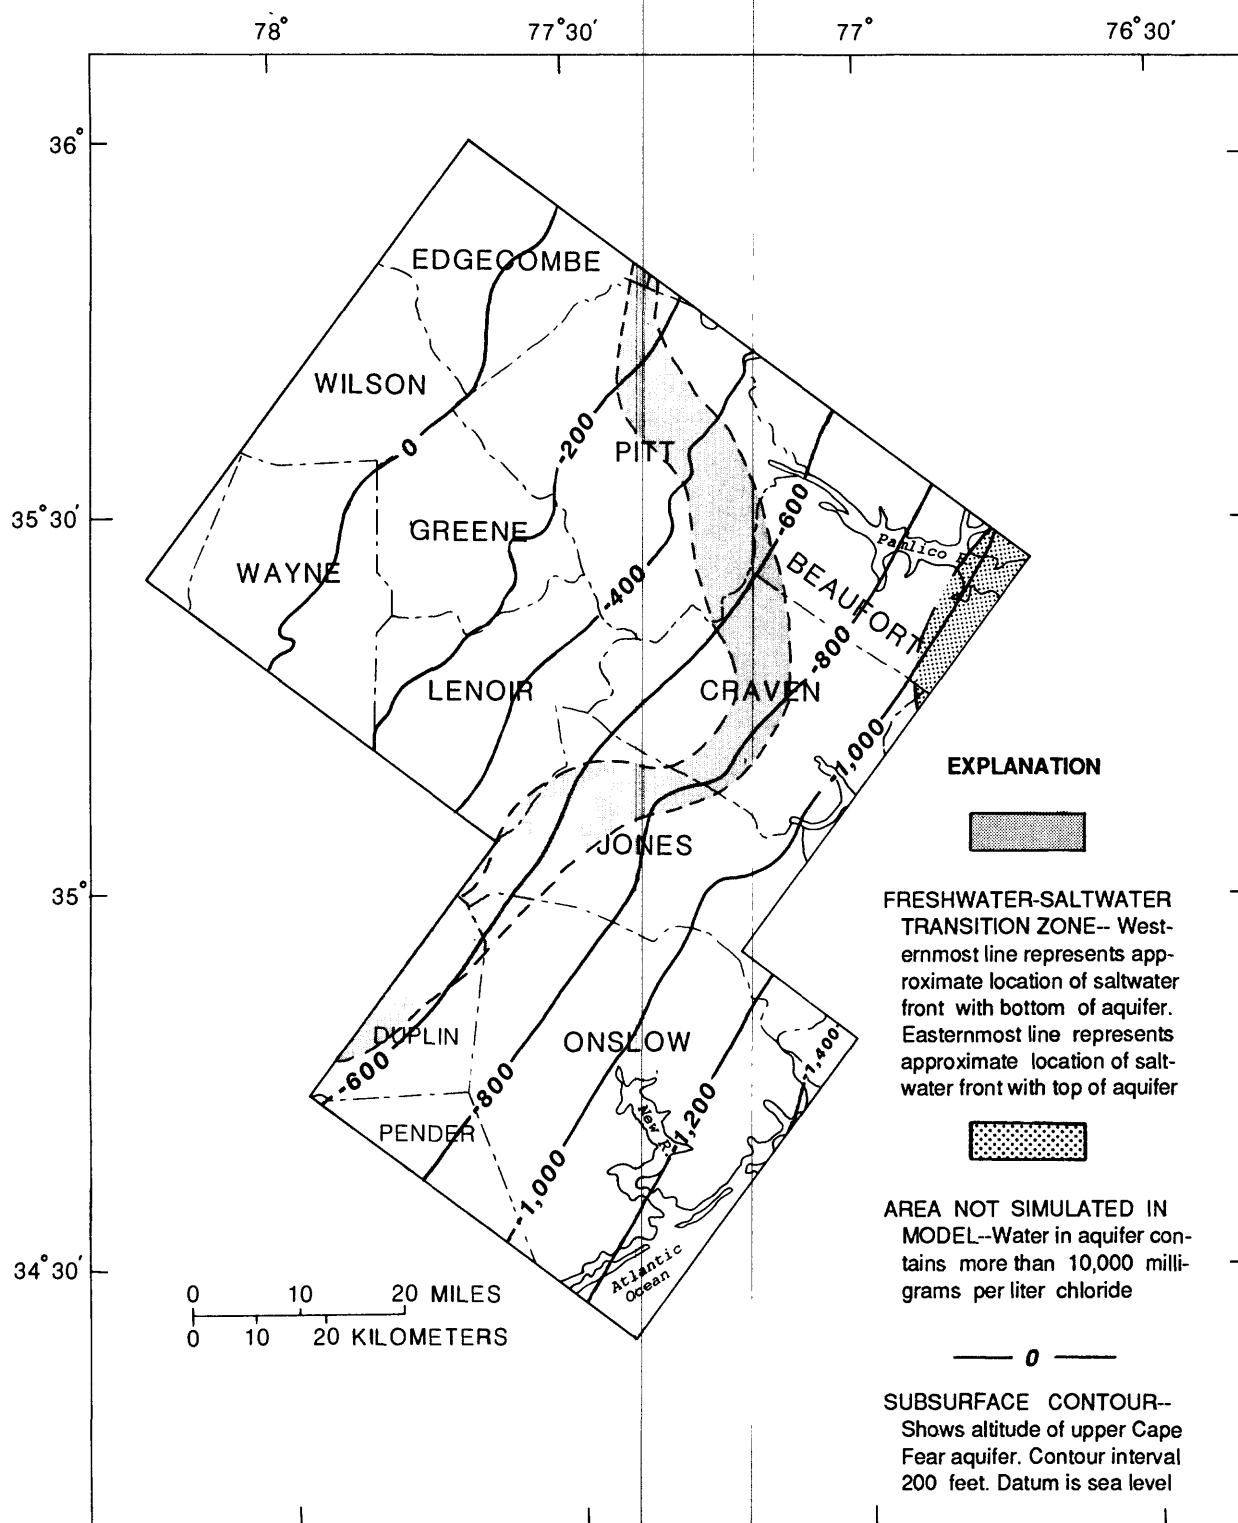 78° 77°30′ 77° 76°30′
36°
EDGECOMBE
WILSON
0
-200
PITT
35°30′
GREENE
-600
Pamlico R
WAYNE
BEAUFORT
-400
-800
LENOIR
CRAVEN
-1,000
JONES
35°
DUPLIN
ONSLOW
-600
-800
-1,400
-1,200
New R.
PENDER
-1,000
34°30′
Atlantic
Ocean
0 10 20 MILES
0 10 20 KILOMETERS
EXPLANATION
FRESHWATER-SALTWATER
TRANSITION ZONE-- West-
ernmost line represents app-
roximate location of saltwater
front with bottom of aquifer.
Easternmost line represents
approximate location of salt-
water front with top of aquifer
AREA NOT SIMULATED IN
MODEL--Water in aquifer con-
tains more than 10,000 milli-
grams per liter chloride
0
SUBSURFACE CONTOUR--
Shows altitude of upper Cape
Fear aquifer. Contour interval
200 feet. Datum is sea level